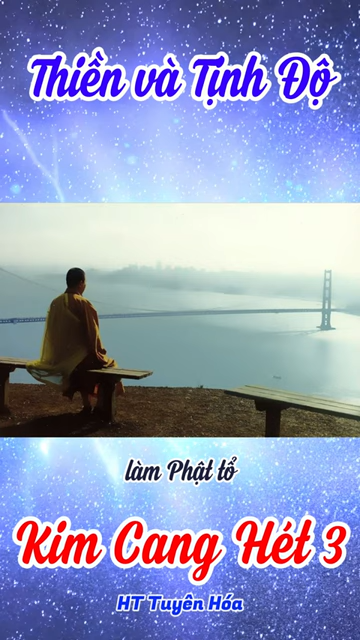 Thiền và Tịnh Độ
làm Phật tổ
Kim Cang Hét 3
HT Tuyên Hóa